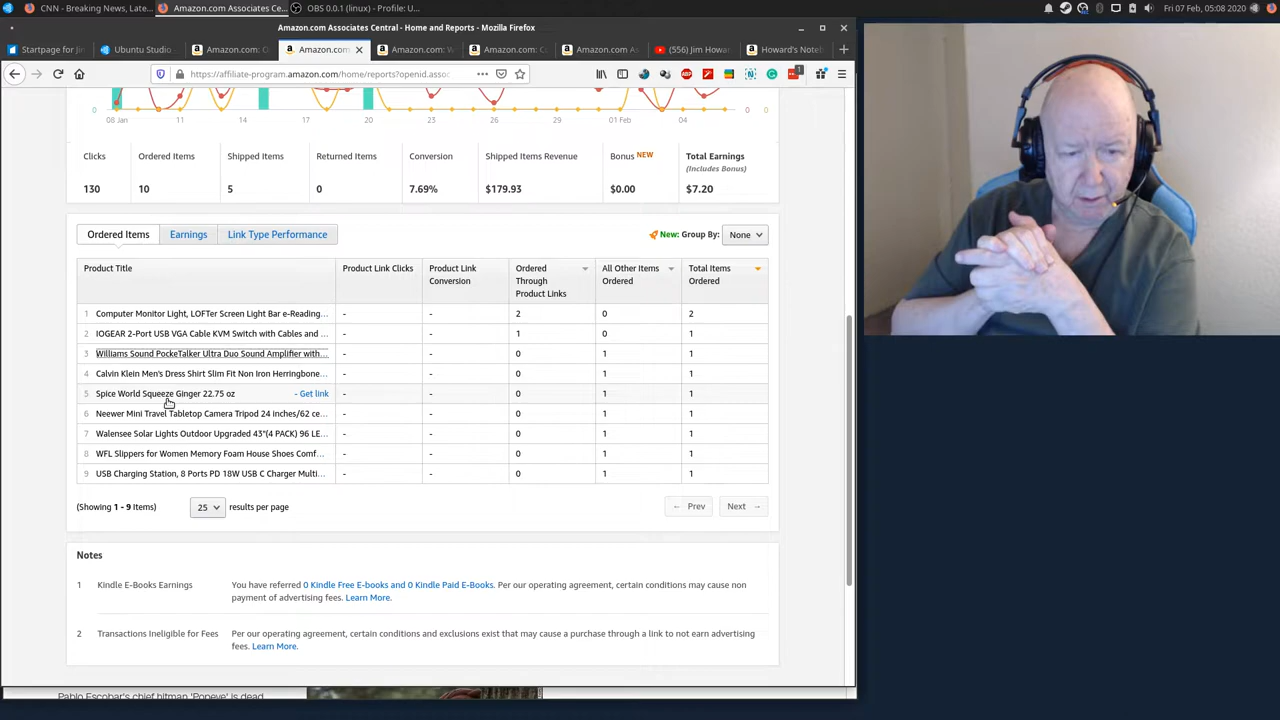 CNN - Breaking News, Late...
Amazon.com Associates Ce...
OBS 0.0.1 (linux) - Profile: U...
Fri 07 Feb, 05:08 2020
Amazon.com Associates Central - Home and Reports - Mozilla Firefox
Startpage for Jin
Ubuntu Studio
Amazon.com: O
Amazon.com:
Amazon.com: W
Amazon.com: C
Amazon.com As
(556) Jim Howar
Howard's Noteb
https://affiliate-program.amazon.com/home/reports?openid.assoc
0
0 0
08 Jan 11 14 17 20 23 26 29 01 Feb 04
Clicks Ordered Items Shipped Items Returned Items Conversion Shipped Items Revenue Bonus NEW Total Earnings
(Includes Bonus)
130 10 5 0 7.69% $179.93 $0.00 $7.20
Ordered Items Earnings Link Type Performance New: Group By: None
Product Title Product Link Clicks Product Link Conversion Ordered Through Product Links All Other Items Ordered Total Items Ordered
1 Computer Monitor Light, LOFTer Screen Light Bar e-Reading... - - 2 0 2
2 IOGEAR 2-Port USB VGA Cable KVM Switch with Cables and ... - - 1 0 1
3 Williams Sound PockeTalker Ultra Duo Sound Amplifier with... - - 0 1 1
4 Calvin Klein Men's Dress Shirt Slim Fit Non Iron Herringbone... - - 0 1 1
5 Spice World Squeeze Ginger 22.75 oz - Get link - - 0 1 1
6 Neewer Mini Travel Tabletop Camera Tripod 24 inches/62 ce... - - 0 1 1
7 Walensee Solar Lights Outdoor Upgraded 43"(4 PACK) 96 LE... - - 0 1 1
8 WFL Slippers for Women Memory Foam House Shoes Comf... - - 0 1 1
9 USB Charging Station, 8 Ports PD 18W USB C Charger Multi... - - 0 1 1
(Showing 1 - 9 Items) 25 results per page ← Prev Next →
Notes
1 Kindle E-Books Earnings You have referred 0 Kindle Free E-books and 0 Kindle Paid E-Books. Per our operating agreement, certain conditions may cause non
payment of advertising fees. Learn More.
2 Transactions Ineligible for Fees Per our operating agreement, certain conditions and exclusions exist that may cause a purchase through a link to not earn advertising
fees. Learn More.
Pablo Escobar's chief hitman 'Popeye' is dead